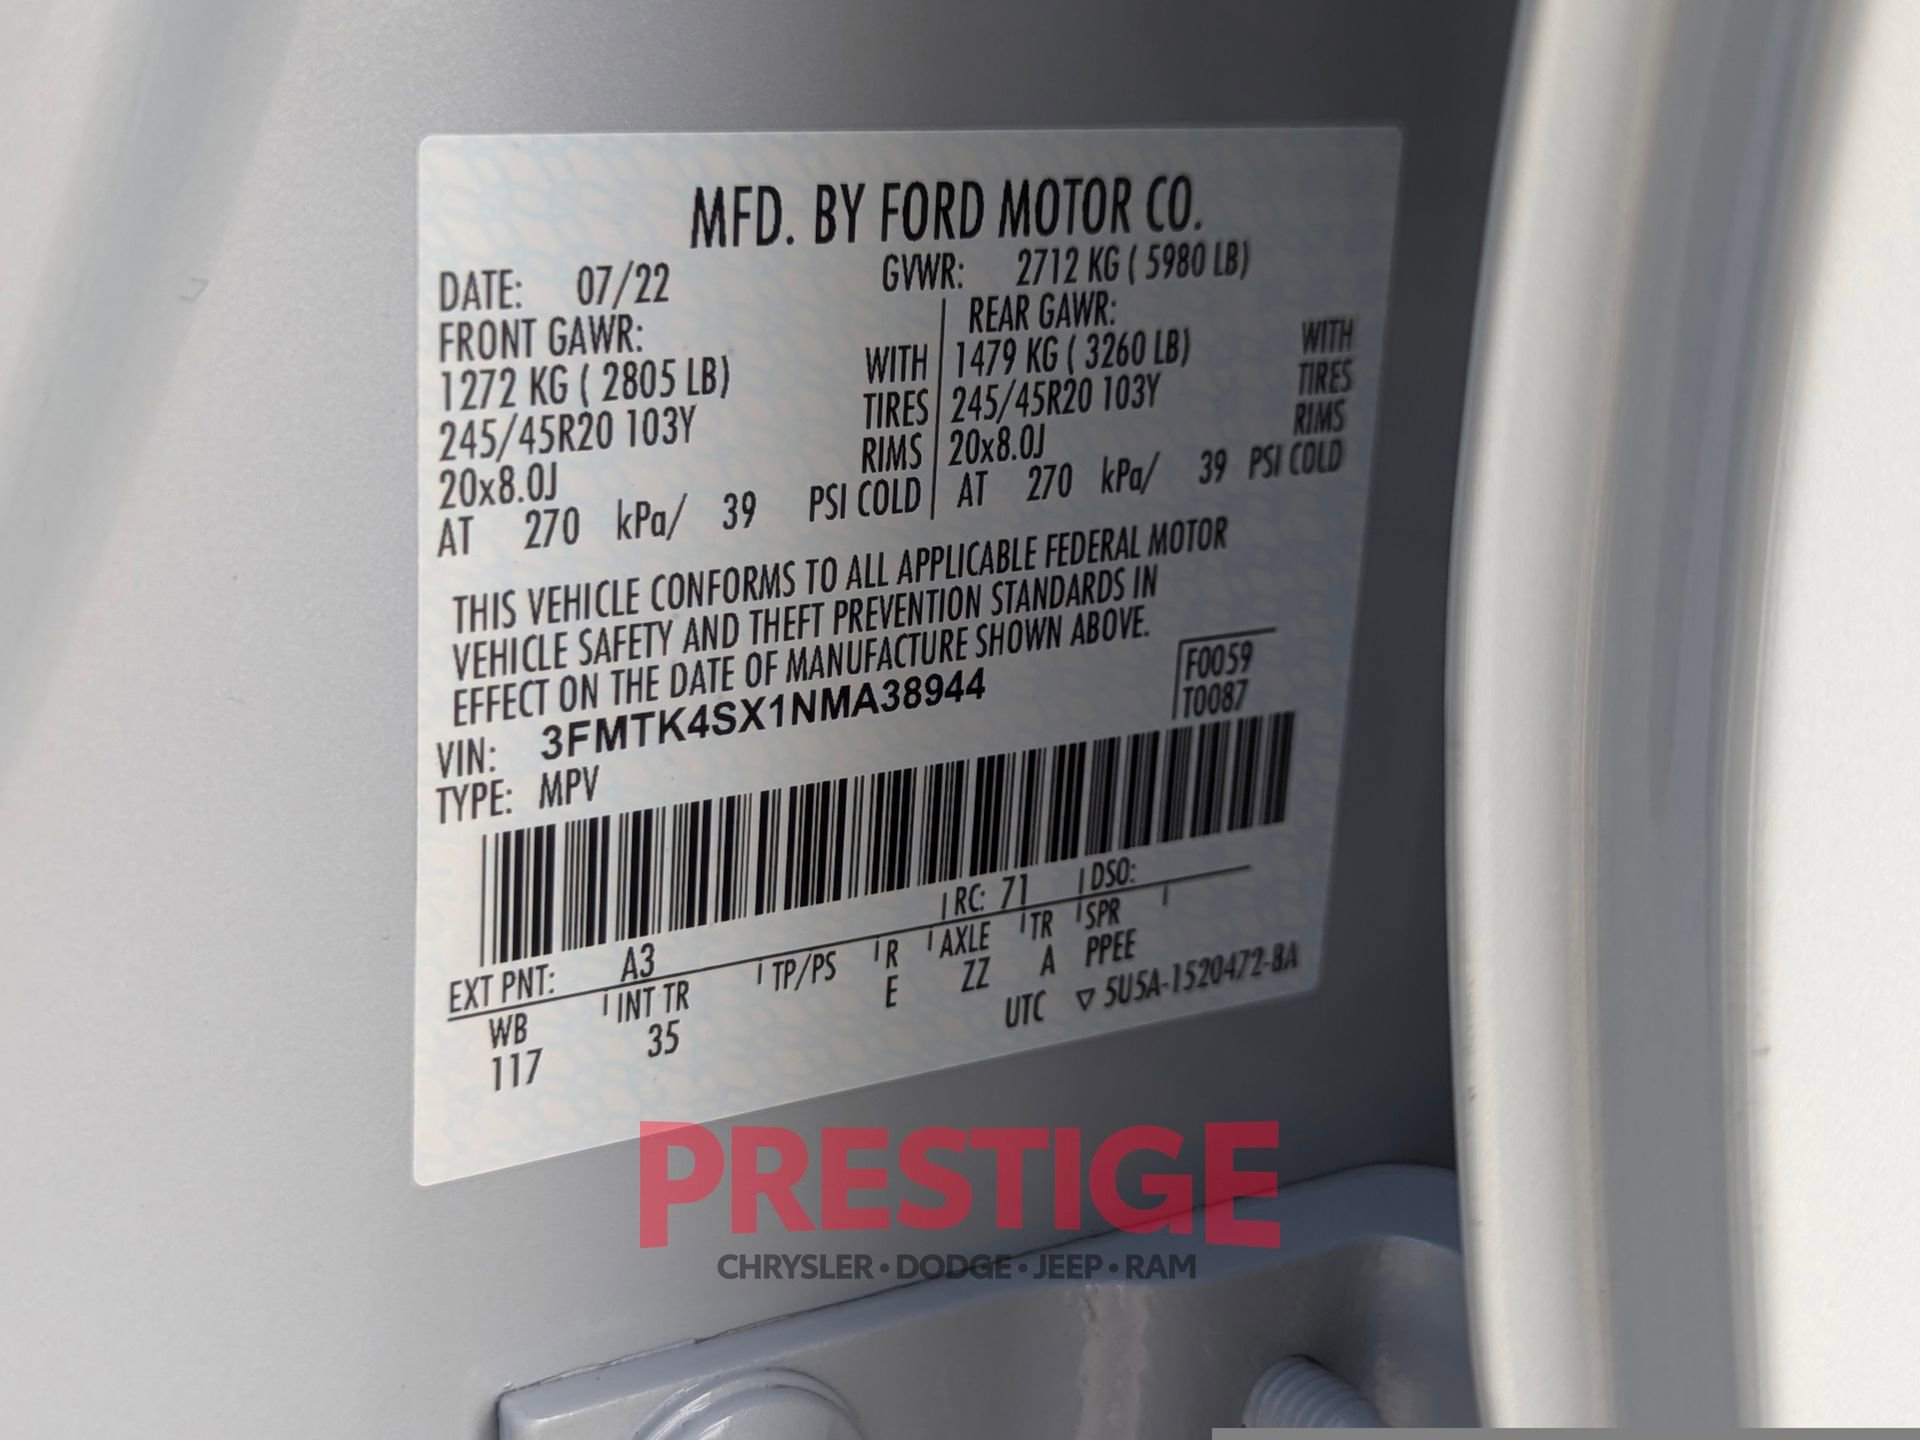 MFD. BY FORD MOTOR CO.
DATE: 07/22 GVWR: 2712 KG ( 5980 LB)
FRONT GAWR: REAR GAWR:
1272 KG ( 2805 LB) WITH 1479 KG ( 3260 LB) WITH
245/45R20 103Y TIRES 245/45R20 103Y TIRES
20x8.0J RIMS 20x8.0J RIMS
AT 270 kPa/ 39 PSI COLD AT 270 kPa/ 39 PSI COLD
THIS VEHICLE CONFORMS TO ALL APPLICABLE FEDERAL MOTOR
VEHICLE SAFETY AND THEFT PREVENTION STANDARDS IN
EFFECT ON THE DATE OF MANUFACTURE SHOWN ABOVE.
F0059
T0087
VIN: 3FMTK4SX1NMA38944
TYPE: MPV
EXT PNT: A3 RC: 71 DSO:
WB INT TR TP/PS R AXLE TR SPR
117 35 E ZZ A PPEE
UTC ▽ 5U5A-1520472-BA
PRESTIGE
CHRYSLER • DODGE • JEEP • RAM